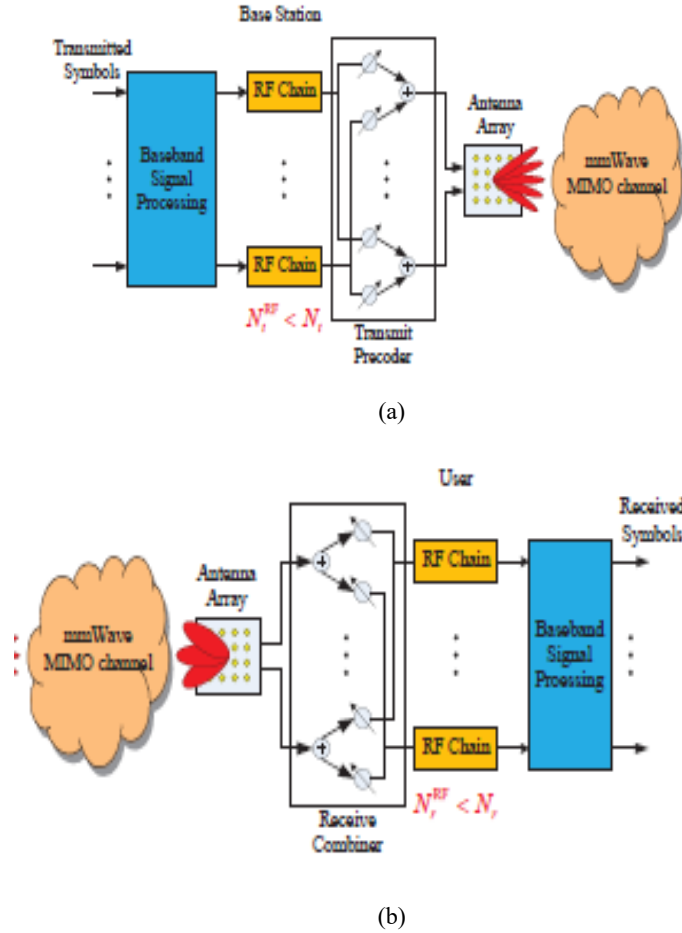 Base Station
Transmitted
Symbols
Baseband
Signal
Processing
RF Chain
RF Chain
N_t^{RF} < N_t
+
+
Transmit
Precoder
Antenna
Array
mmWave
MIMO channel
(a)
mmWave
MIMO channel
Antenna
Array
+
+
Receive
Combiner
User
RF Chain
RF Chain
N_r^{RF} < N_r
Baseband
Signal
Processing
Received
Symbols
(b)